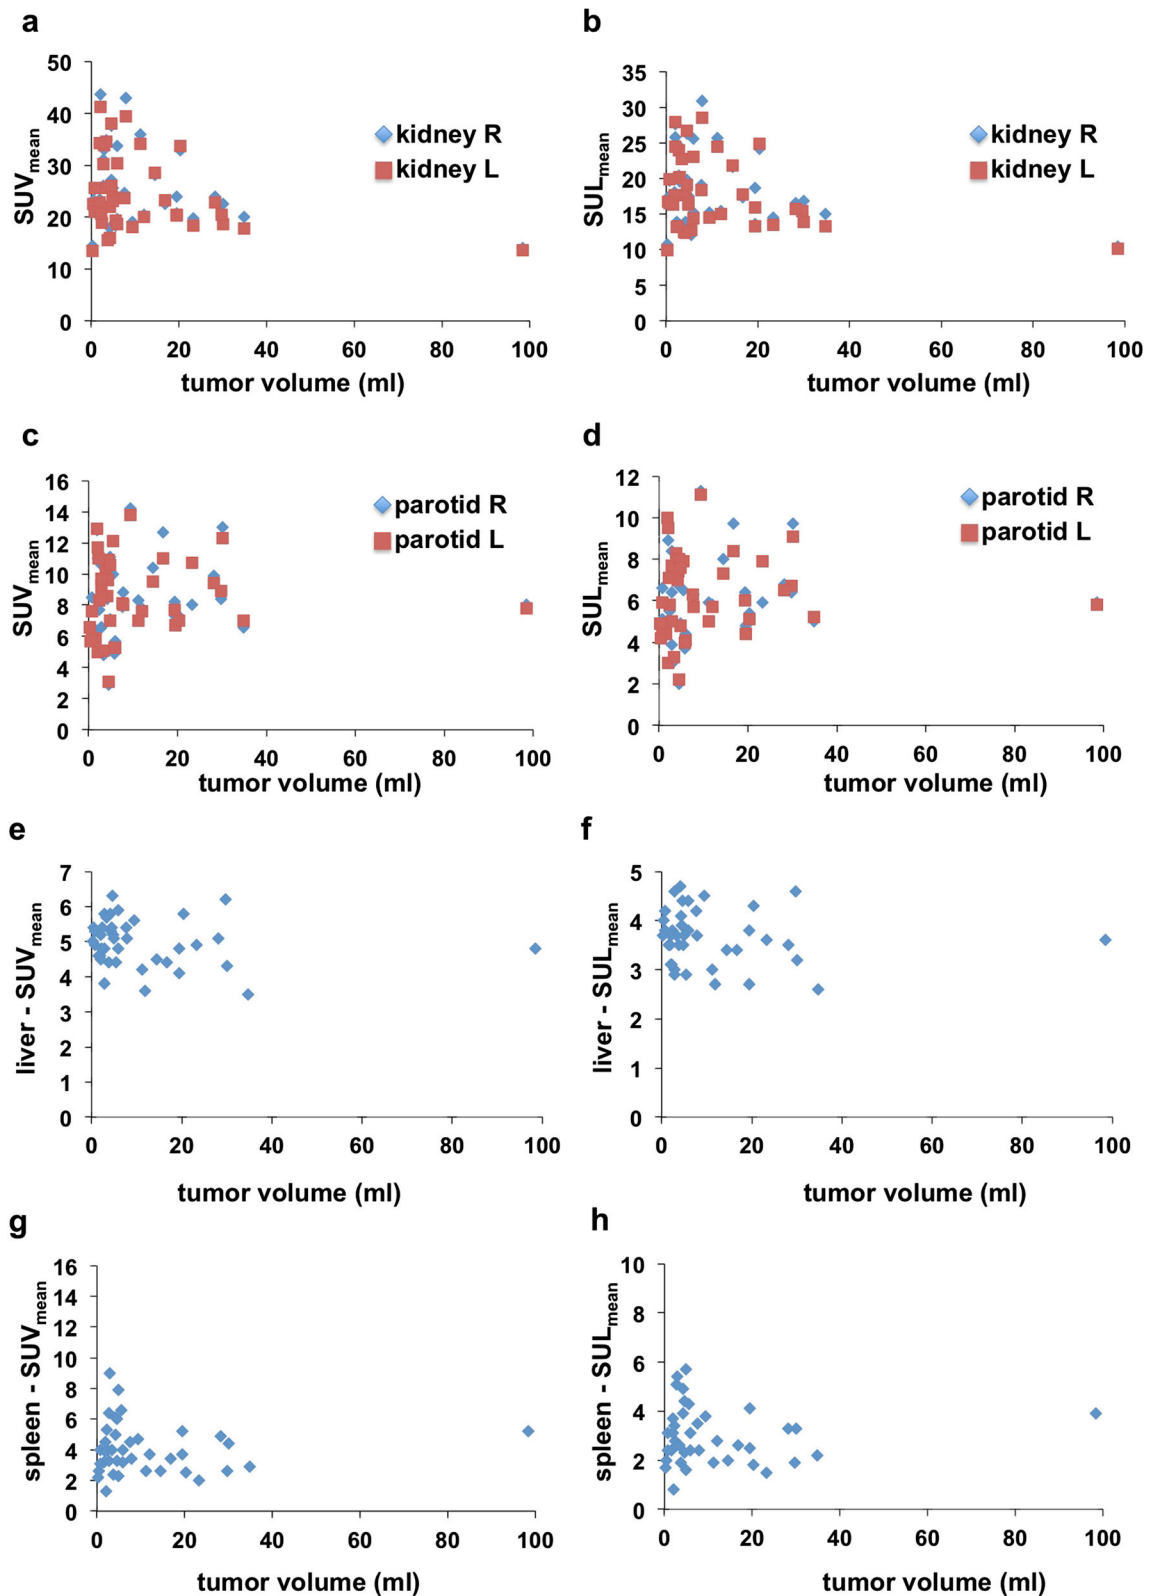 a
b
50
40
30
20
10
0
SUVmean
kidney R
kidney L
0 20 40 60 80 100
tumor volume (ml)
35
30
25
20
15
10
5
0
SULmean
kidney R
kidney L
0 20 40 60 80 100
tumor volume (ml)
c
d
16
14
12
10
8
6
4
2
0
SUVmean
parotid R
parotid L
0 20 40 60 80 100
tumor volume (ml)
12
10
8
6
4
2
0
SULmean
parotid R
parotid L
0 20 40 60 80 100
tumor volume (ml)
e
f
7
6
5
4
3
2
1
0
liver - SUVmean
0 20 40 60 80 100
tumor volume (ml)
5
4
3
2
1
0
liver - SULmean
0 20 40 60 80 100
tumor volume (ml)
g
h
16
14
12
10
8
6
4
2
0
spleen - SUVmean
0 20 40 60 80 100
tumor volume (ml)
10
8
6
4
2
0
spleen - SULmean
0 20 40 60 80 100
tumor volume (ml)